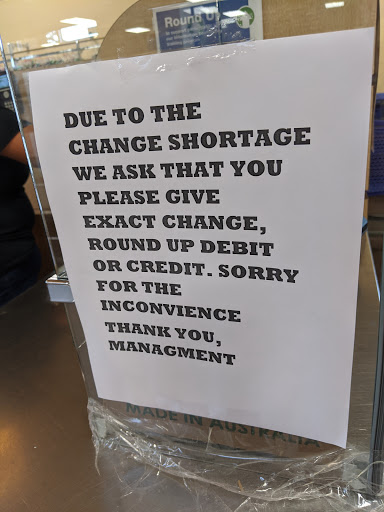 Round U
DUE TO THE
CHANGE SHORTAGE
WE ASK THAT YOU
PLEASE GIVE
EXACT CHANGE,
ROUND UP DEBIT
OR CREDIT. SORRY
FOR THE
INCONVIENCE
THANK YOU,
MANAGMENT
MADE IN AUSTRALIA